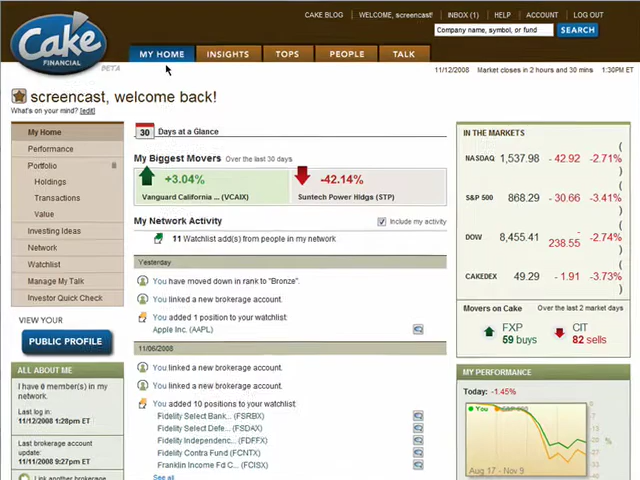 CAKE BLOG WELCOME, screencast! INBOX (1) HELP ACCOUNT LOG OUT
Cake
FINANCIAL
BETA
Company name, symbol, or fund SEARCH
MY HOME INSIGHTS TOPS PEOPLE TALK
11/12/2008 Market closes in 2 hours and 30 mins 1:30PM ET
screencast, welcome back!
What's on your mind? [edit]
My Home
Performance
Portfolio
Holdings
Transactions
Value
Investing Ideas
Network
Watchlist
Manage My Talk
Investor Quick Check
VIEW YOUR
PUBLIC PROFILE
ALL ABOUT ME
I have 0 member(s) in my
network.
Last log in:
11/12/2008 1:28pm ET
Last brokerage account
update:
11/11/2008 9:27pm ET
Link another brokerage
30 Days at a Glance
My Biggest Movers Over the last 30 days
+3.04%
Vanguard California ... (VCAIX)
-42.14%
Suntech Power Hldgs (STP)
My Network Activity Include my activity
11 Watchlist add(s) from people in my network
Yesterday
You have moved down in rank to "Bronze".
You linked a new brokerage account.
You added 1 position to your watchlist:
Apple Inc. (AAPL)
11/06/2008
You linked a new brokerage account.
You linked a new brokerage account.
You added 10 positions to your watchlist:
Fidelity Select Bank... (FSRBX)
Fidelity Select Defe... (FSDAX)
Fidelity Independenc... (FDFFX)
Fidelity Contra Fund (FCNTX)
Franklin Income Fd C... (FCISX)
See all
IN THE MARKETS
NASDAQ 1,537.98 - 42.92 ( -2.71% )
S&P 500 868.29 - 30.66 ( -3.41% )
DOW 8,455.41 - 238.55 ( -2.74% )
CAKEDEX 49.29 - 1.91 ( -3.73% )
Movers on Cake Over the last 2 market days
FXP
59 buys
CIT
82 sells
MY PERFORMANCE
Today: -1.45%
You S&P 500
%
Aug 17 - Nov 9